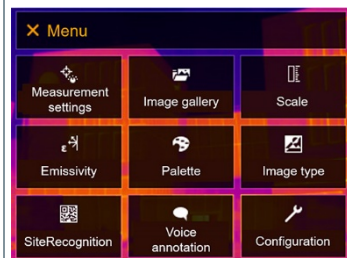 Menu
Measurement
settings
Image gallery
Scale
ε
Emissivity
Palette
Image type
SiteRecognition
Voice
annotation
Configuration